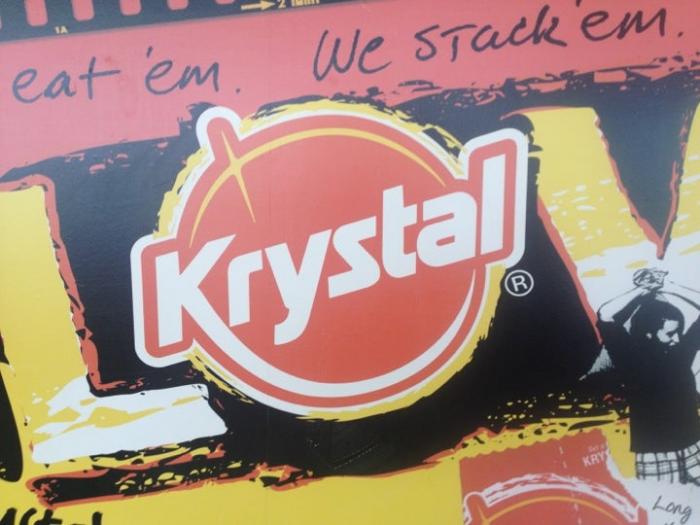 eat 'em. We stack 'em.
Krystal
®
KRY
Long